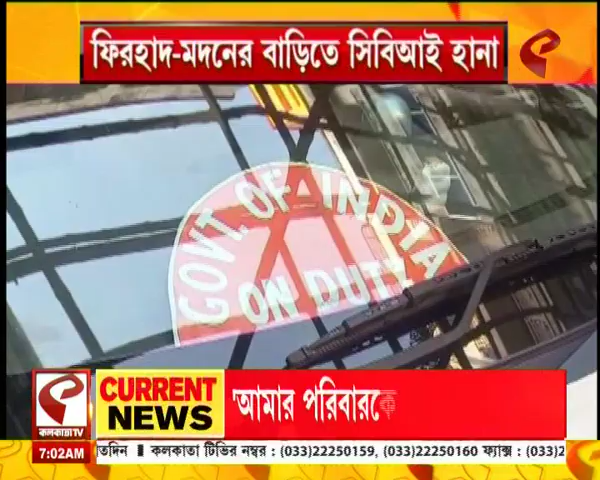 ফিরহাদ-মদনের বাড়িতে সিবিআই হানা
GOVT. OF INDIA
ON DUTY
কলকাতা TV
CURRENT NEWS
'আমার পরিবারকে
7:02AM
তদিন ▮ কলকাতা টিভির নম্বর : (033)22250159, (033)22250160 ফ্যাক্স : (033)2